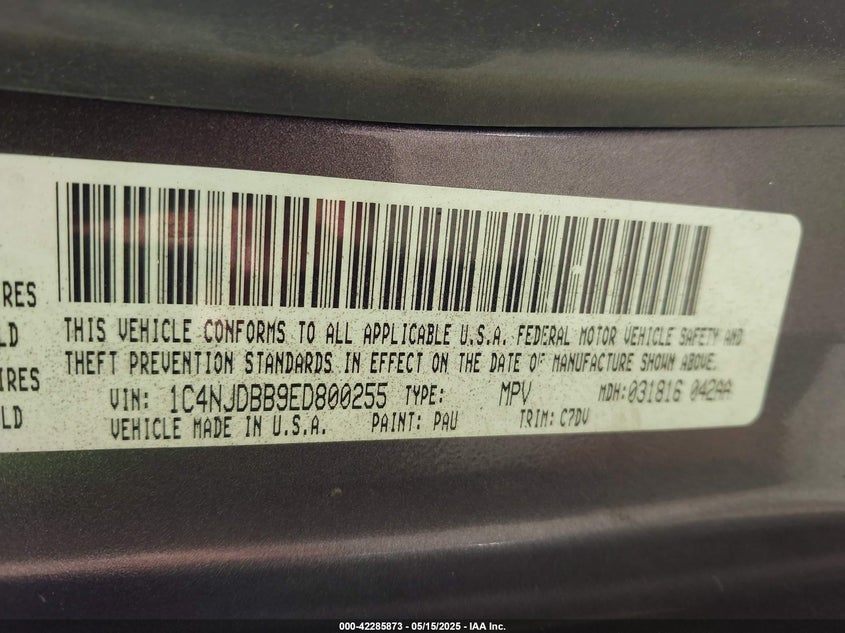 RES
LD
IRES
LD
THIS VEHICLE CONFORMS TO ALL APPLICABLE U.S.A. FEDERAL MOTOR VEHICLE SAFETY AND
THEFT PREVENTION STANDARDS IN EFFECT ON THE DATE OF MANUFACTURE SHOWN ABOVE.
VIN: 1C4NJDBB9ED800255 TYPE: MPV MDH:031816 042AA
VEHICLE MADE IN U.S.A. PAINT: PAU TRIM: C7DV
000-42285873 - 05/15/2025 - IAA Inc.